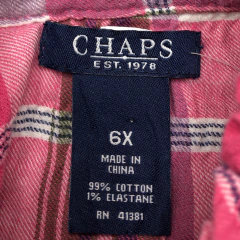 CHAPS
EST. 1978
6X
MADE IN
CHINA
99% COTTON
1% ELASTANE
RN 41381